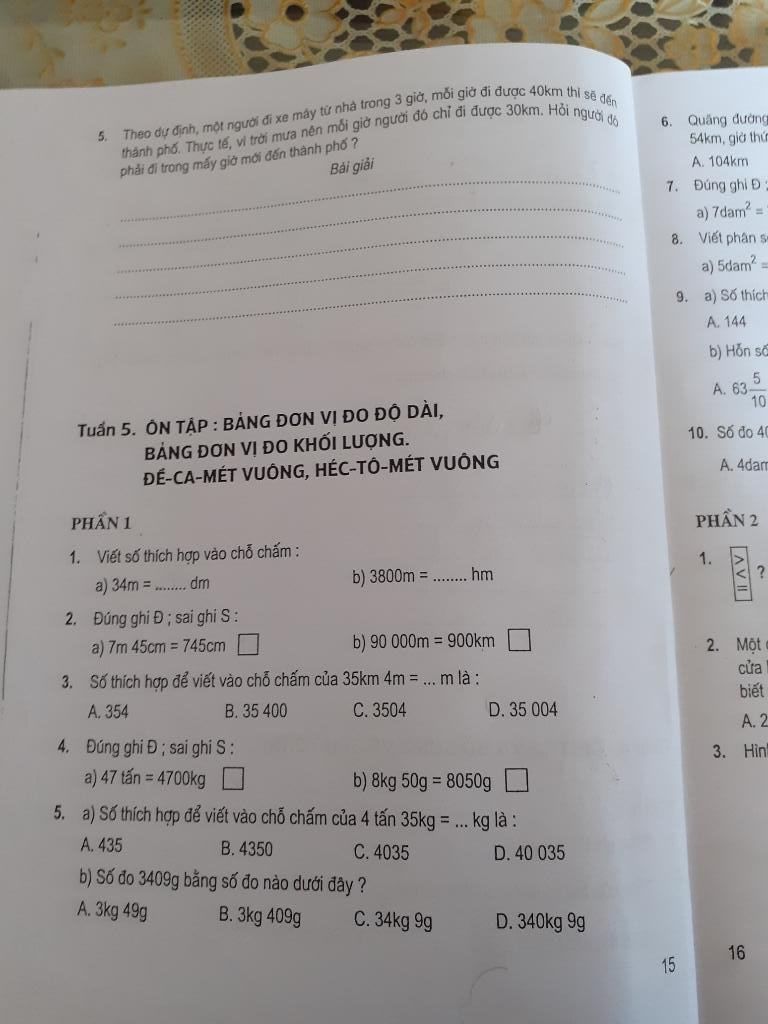 5. Theo dự định, một người đi xe máy từ nhà trong 3 giờ, mỗi giờ đi được 40km thì sẽ đến
thành phố. Thực tế, vì trời mưa nên mỗi giờ người đó chỉ đi được 30km. Hỏi người đó
phải đi trong mấy giờ mới đến thành phố ?
Bài giải
Tuần 5. ÔN TẬP : BẢNG ĐƠN VỊ ĐO ĐỘ DÀI,
BẢNG ĐƠN VỊ ĐO KHỐI LƯỢNG.
ĐỀ-CA-MÉT VUÔNG, HÉC-TÔ-MÉT VUÔNG
PHẦN 1
1. Viết số thích hợp vào chỗ chấm :
a) 34m = ........ dm b) 3800m = ........ hm
2. Đúng ghi Đ ; sai ghi S :
a) 7m 45cm = 745cm b) 90 000m = 900km
3. Số thích hợp để viết vào chỗ chấm của 35km 4m = ... m là :
A. 354 B. 35 400 C. 3504 D. 35 004
4. Đúng ghi Đ ; sai ghi S :
a) 47 tấn = 4700kg b) 8kg 50g = 8050g
5. a) Số thích hợp để viết vào chỗ chấm của 4 tấn 35kg = ... kg là :
A. 435 B. 4350 C. 4035 D. 40 035
b) Số đo 3409g bằng số đo nào dưới đây ?
A. 3kg 49g B. 3kg 409g C. 34kg 9g D. 340kg 9g
15
6. Quãng đường
54km, giờ thứ
A. 104km
7. Đúng ghi Đ ;
a) 7dam² =
8. Viết phân s
a) 5dam² =
9. a) Số thích
A. 144
b) Hỗn số
A. 63 5/10
10. Số đo 40
A. 4dam
PHẦN 2
1. > < = ?
2. Một
cửa
biết
A. 2
3. Hìn
16